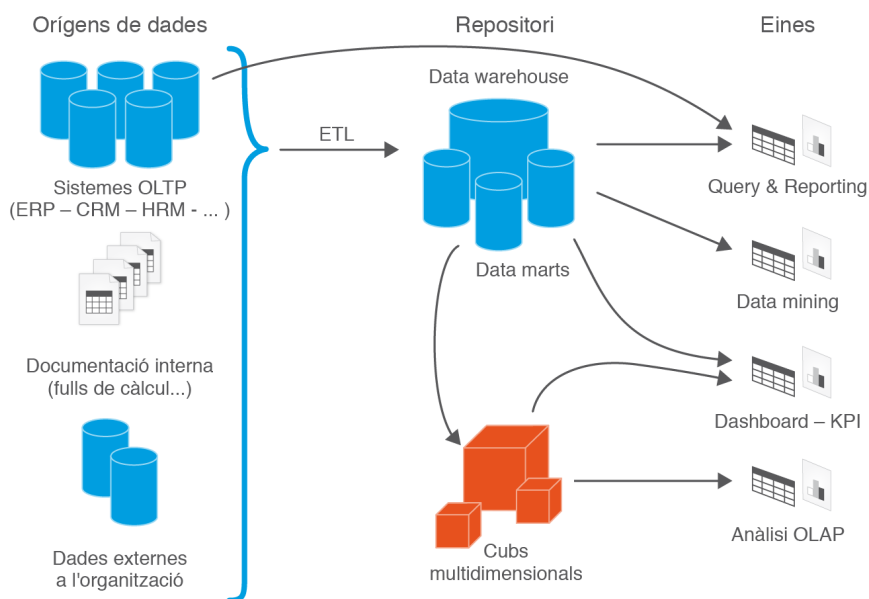 Orígens de dades
Repositori
Eines
Data warehouse
ETL
Sistemes OLTP
(ERP – CRM – HRM - ... )
Query & Reporting
Data marts
Data mining
Documentació interna
(fulls de càlcul...)
Dashboard – KPI
Anàlisi OLAP
Dades externes
a l'organització
Cubs
multidimensionals